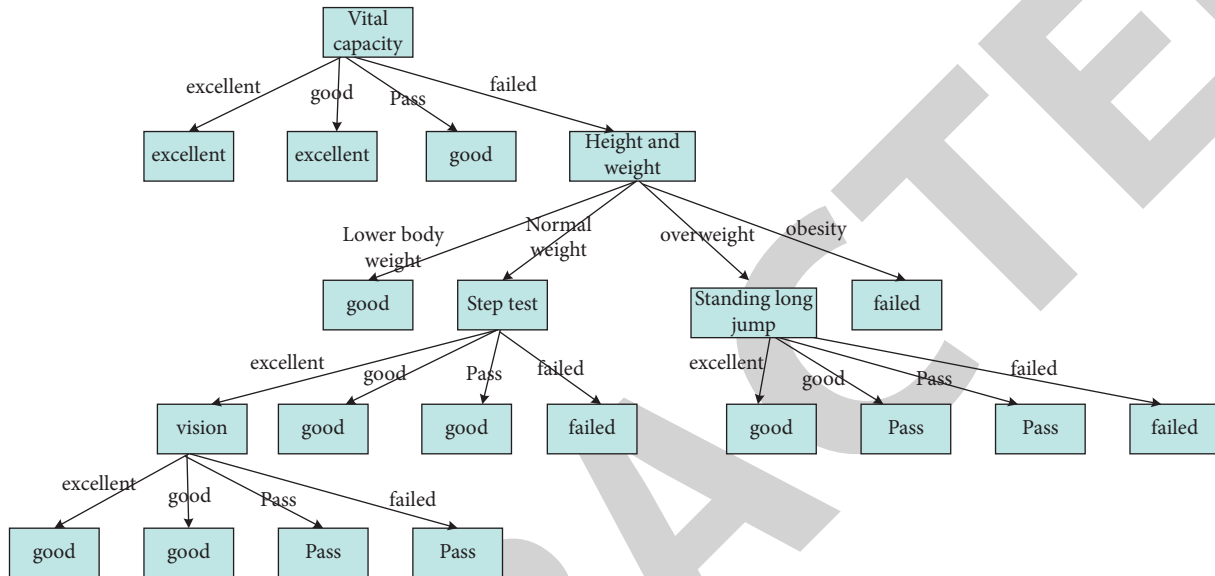 Vital
capacity
excellent
good
Pass
failed
excellent
excellent
good
Height and
weight
Lower body
weight
Normal
weight
overweight
obesity
good
Step test
Standing long
jump
failed
excellent
good
Pass
failed
excellent
good
Pass
failed
vision
good
good
failed
good
Pass
Pass
failed
excellent
good
Pass
failed
good
good
Pass
Pass
ACTE